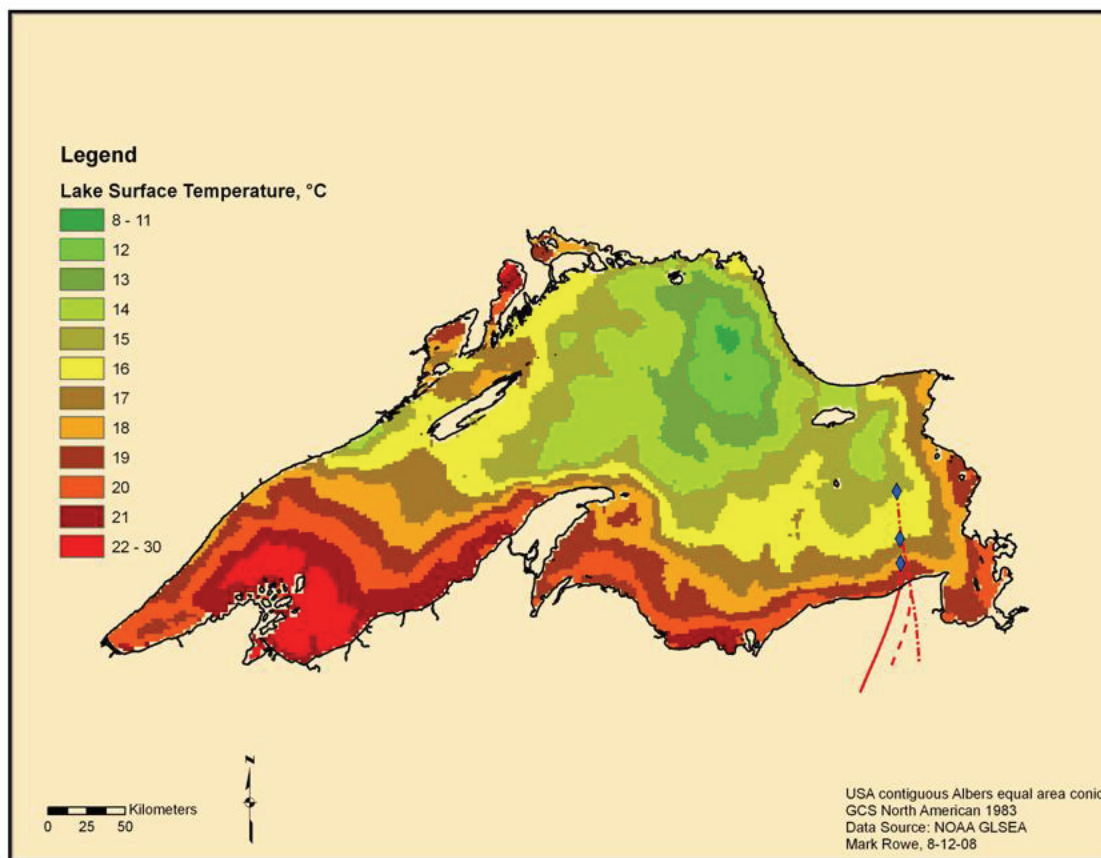 Legend
Lake Surface Temperature, °C
8 - 11
12
13
14
15
16
17
18
19
20
21
22 - 30
N
Kilometers
0 25 50
USA contiguous Albers equal area conic
GCS North American 1983
Data Source: NOAA GLSEA
Mark Rowe, 8-12-08